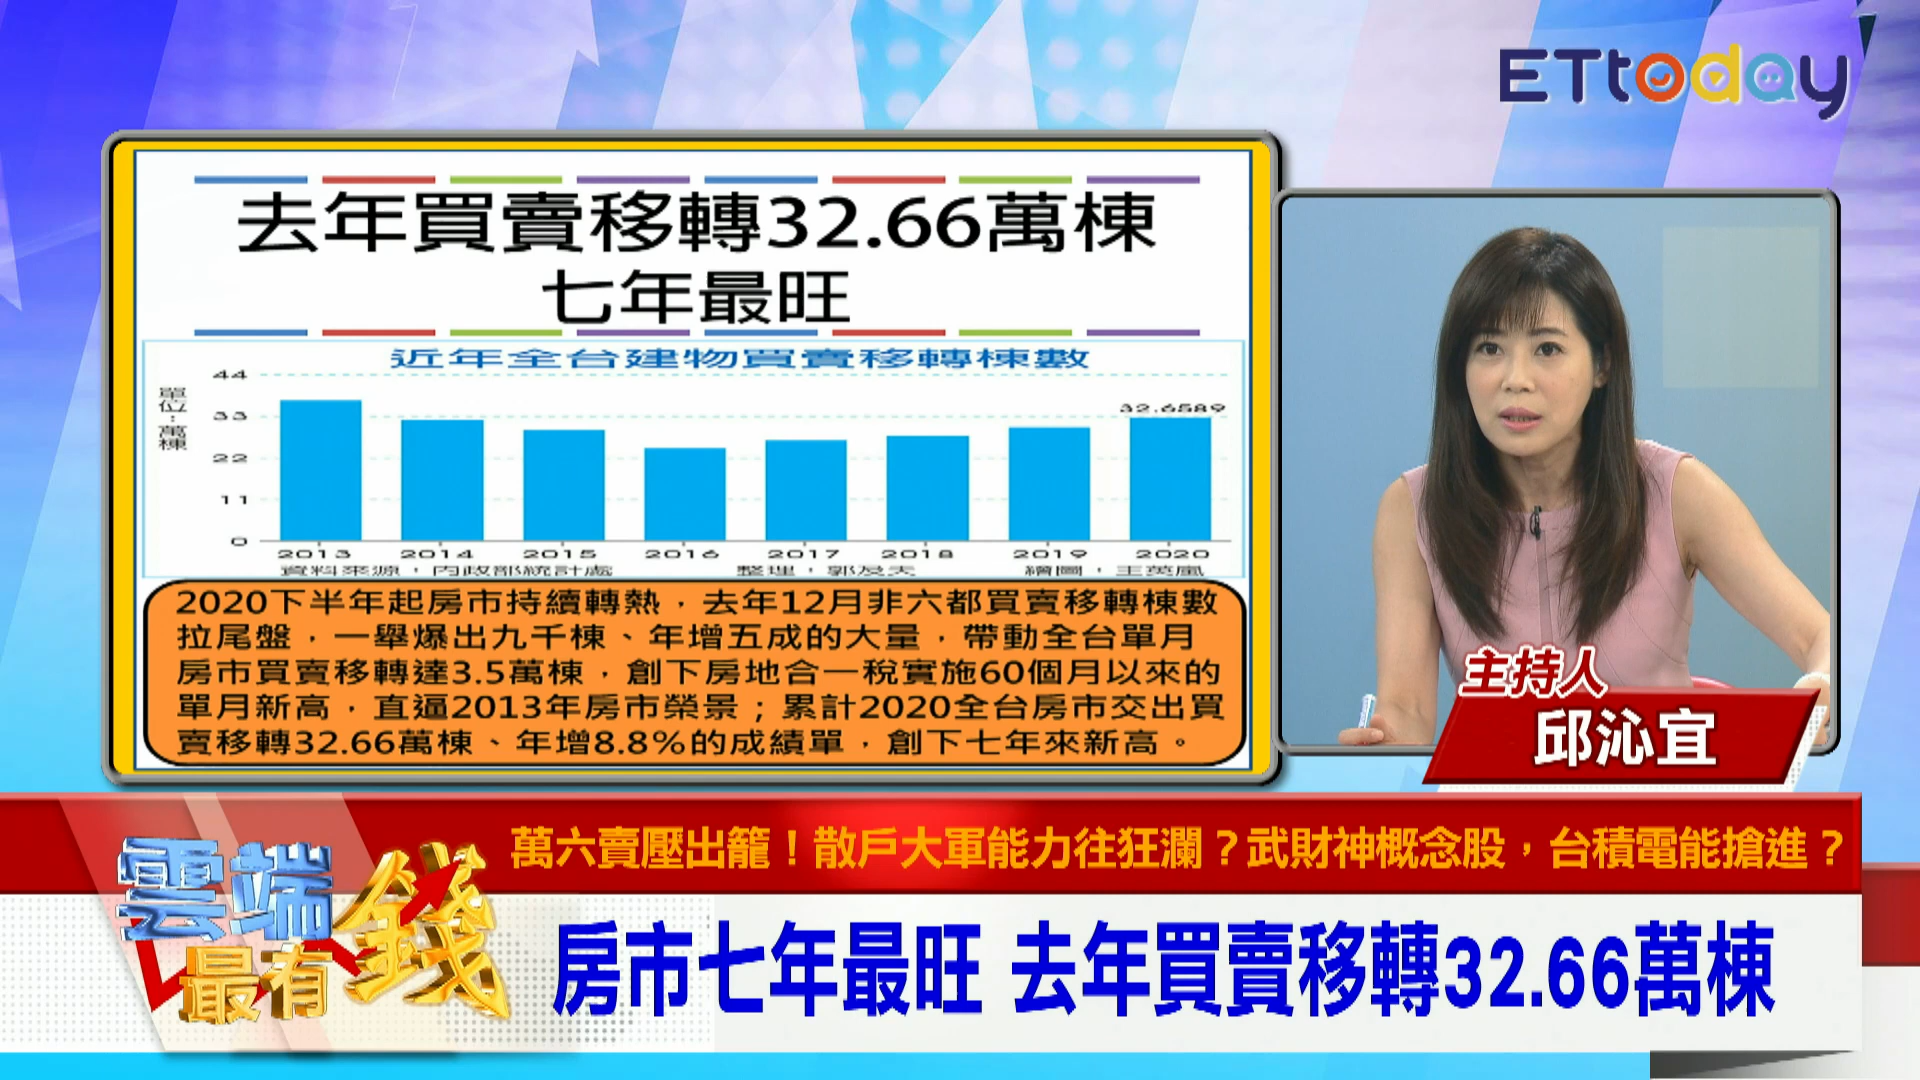 ETtoday
去年買賣移轉32.66萬棟
七年最旺
近年全台建物買賣移轉棟數
單位:萬棟
44
33
22
11
0
32.6589
2013 2014 2015 2016 2017 2018 2019 2020
資料來源,內政部統計處 整理,郭及天 繪圖,王英嵐
2020下半年起房市持續轉熱,去年12月非六都買賣移轉棟數
拉尾盤,一舉爆出九千棟、年增五成的大量,帶動全台單月
房市買賣移轉達3.5萬棟,創下房地合一稅實施60個月以來的
單月新高,直逼2013年房市榮景;累計2020全台房市交出買
賣移轉32.66萬棟、年增8.8%的成績單,創下七年來新高。
主持人
邱沁宜
雲端
最有
錢
萬六賣壓出籠!散戶大軍能力往狂瀾?武財神概念股,台積電能搶進?
房市七年最旺 去年買賣移轉32.66萬棟